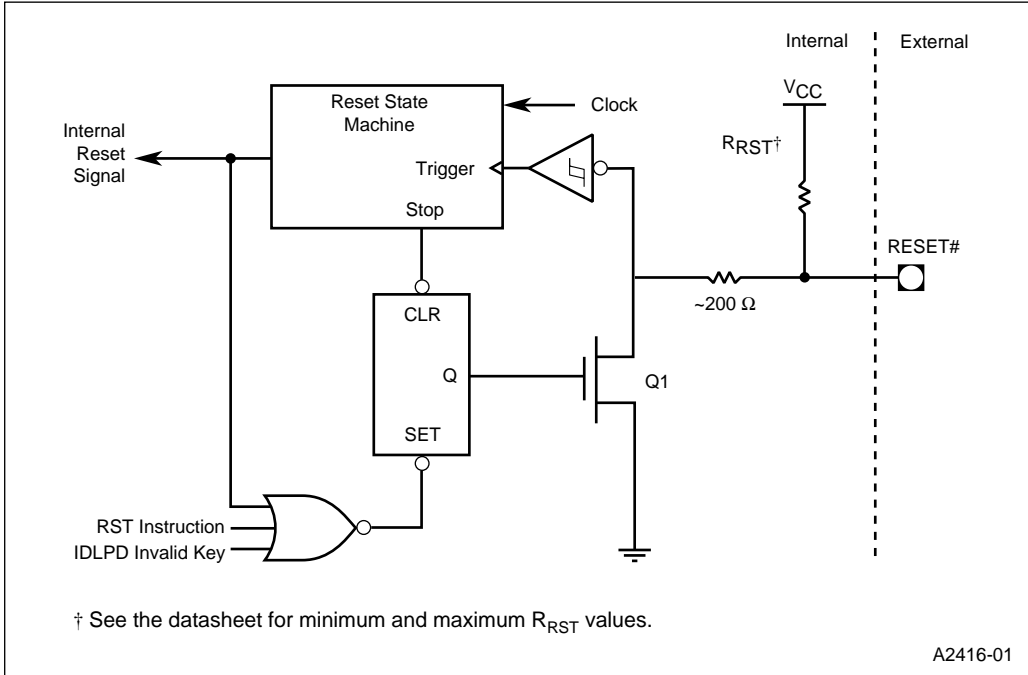 Internal
External
Reset State
Machine
Clock
VCC
Internal
Reset
Signal
RRST†
Trigger
Stop
RESET#
~200 Ω
CLR
Q
Q1
SET
RST Instruction
IDLPD Invalid Key
† See the datasheet for minimum and maximum RRST values.
A2416-01